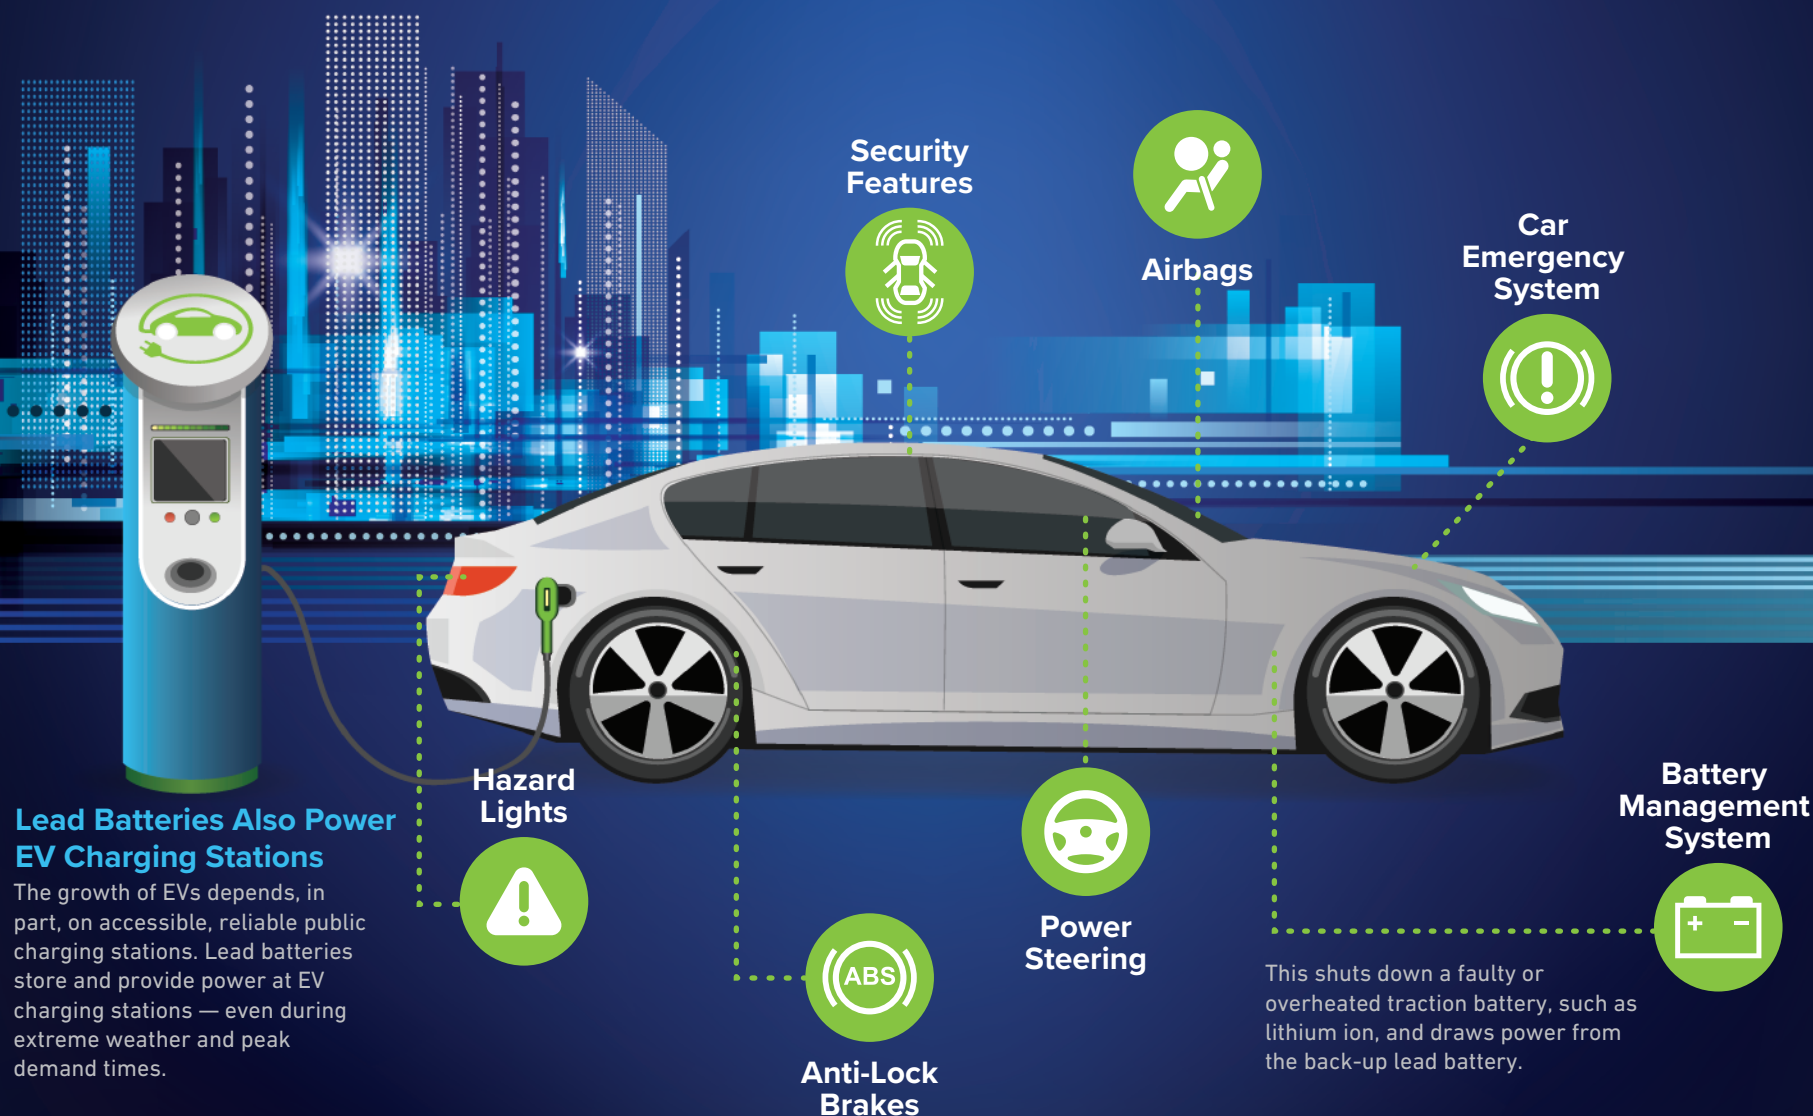 Security
Features
Airbags
Car
Emergency
System
Hazard
Lights
Lead Batteries Also Power
EV Charging Stations
The growth of EVs depends, in
part, on accessible, reliable public
charging stations. Lead batteries
store and provide power at EV
charging stations — even during
extreme weather and peak
demand times.
ABS
Anti-Lock
Brakes
Power
Steering
Battery
Management
System
+ −
This shuts down a faulty or
overheated traction battery, such as
lithium ion, and draws power from
the back-up lead battery.